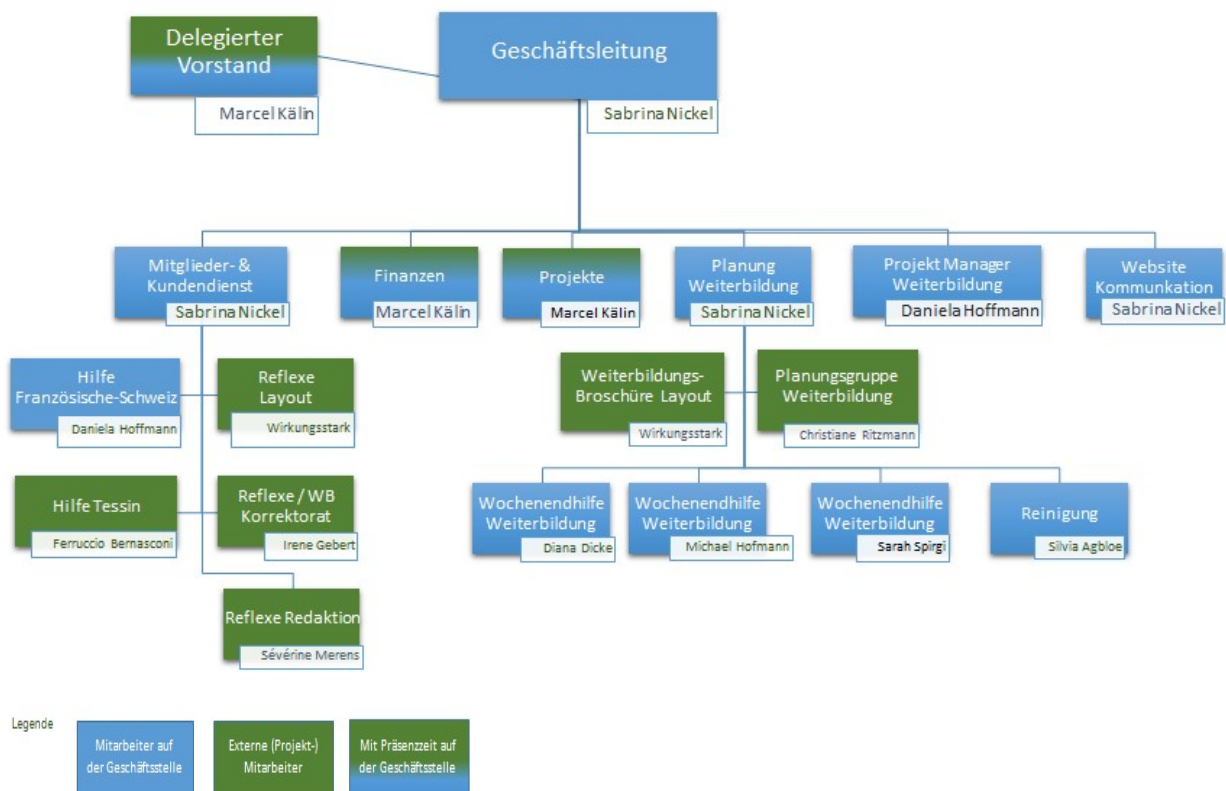 Delegierter
Vorstand
Marcel Kälin
Geschäftsleitung
Sabrina Nickel
Mitglieder- &
Kundendienst
Sabrina Nickel
Finanzen
Marcel Kälin
Projekte
Marcel Kälin
Planung
Weiterbildung
Sabrina Nickel
Projekt Manager
Weiterbildung
Daniela Hoffmann
Website
Kommunkation
Sabrina Nickel
Hilfe
Französische-Schweiz
Daniela Hoffmann
Reflexe
Layout
Wirkungsstark
Weiterbildungs-
Broschüre Layout
Wirkungsstark
Planungsgruppe
Weiterbildung
Christiane Ritzmann
Hilfe Tessin
Ferruccio Bernasconi
Reflexe / WB
Korrektorat
Irene Gebert
Wochenendhilfe
Weiterbildung
Diana Dicke
Wochenendhilfe
Weiterbildung
Michael Hofmann
Wochenendhilfe
Weiterbildung
Sarah Spirgi
Reinigung
Silvia Agbloe
Reflexe Redaktion
Sévérine Merens
Legende
Mitarbeiter auf
der Geschäftsstelle
Externe (Projekt-)
Mitarbeiter
Mit Präsenzzeit auf
der Geschäftsstelle